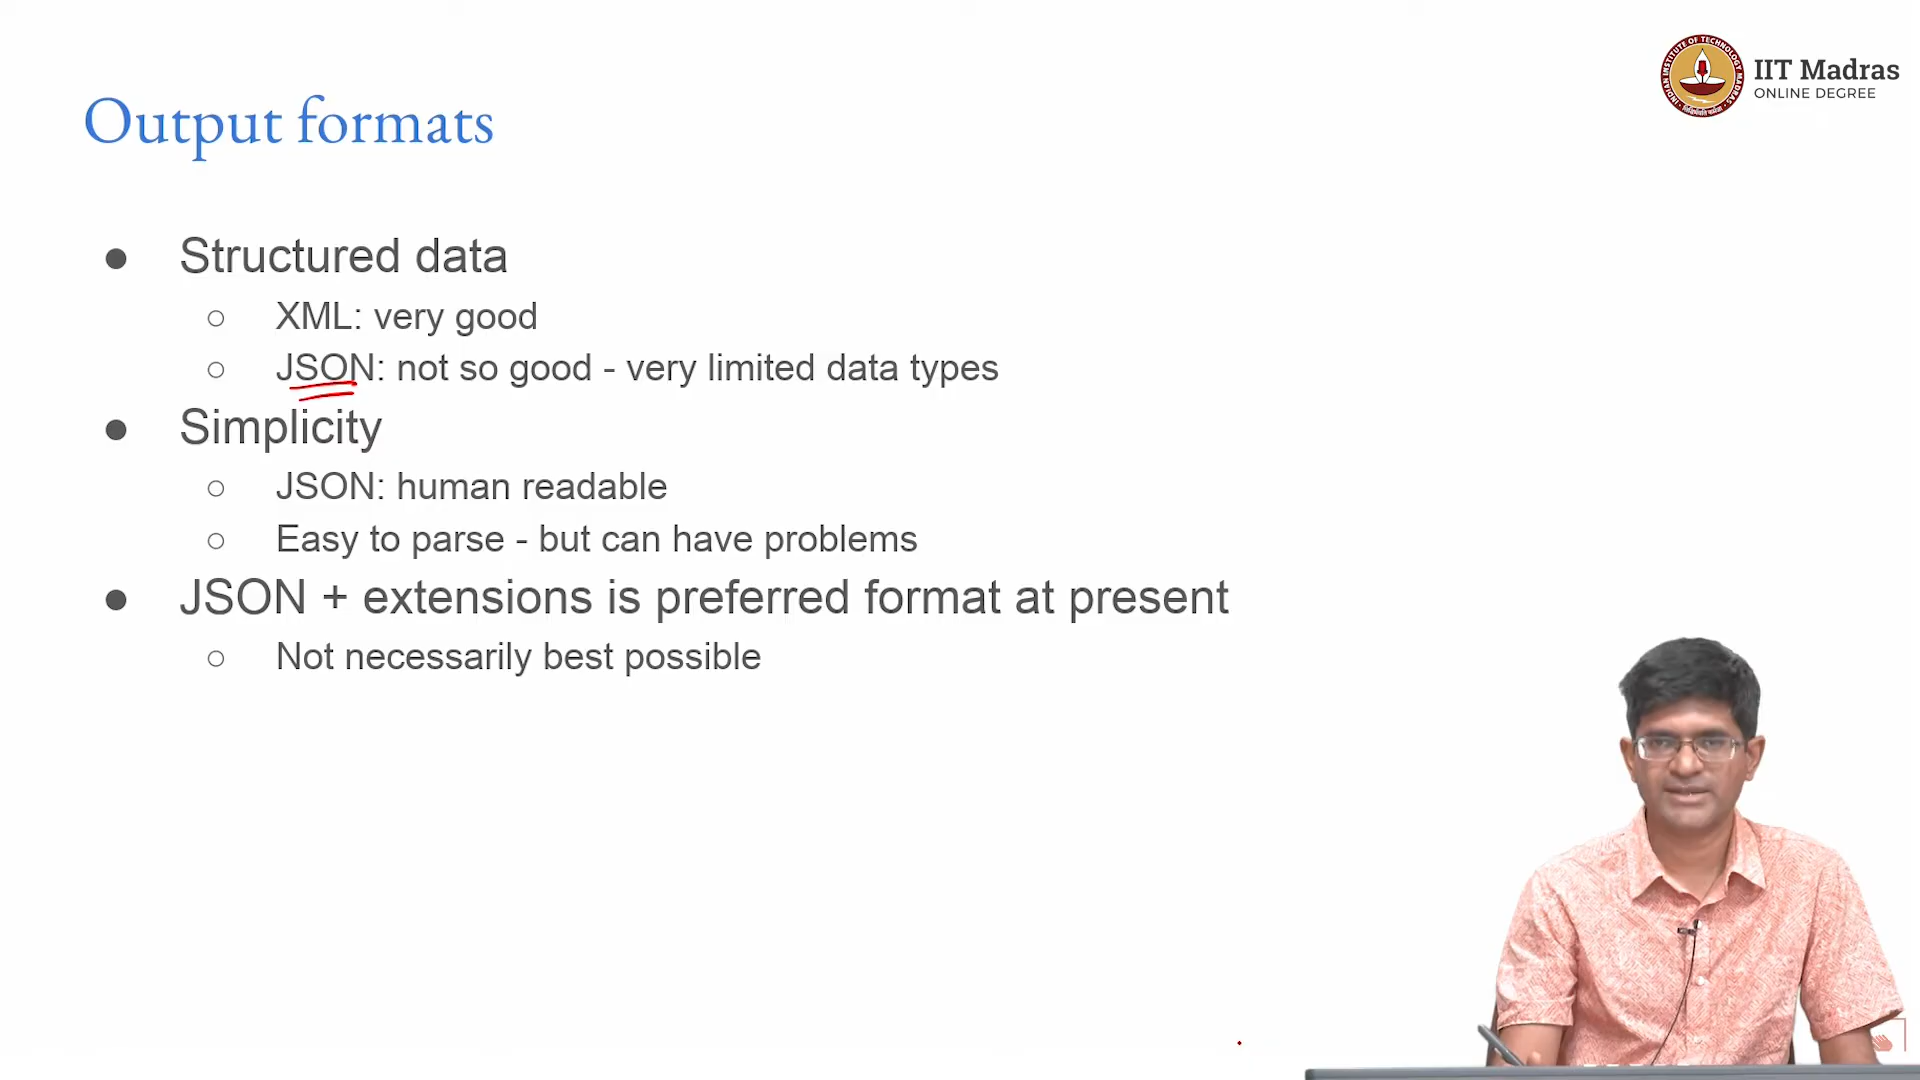 IIT Madras
ONLINE DEGREE
Output formats
● Structured data
○ XML: very good
○ JSON: not so good - very limited data types
● Simplicity
○ JSON: human readable
○ Easy to parse - but can have problems
● JSON + extensions is preferred format at present
○ Not necessarily best possible